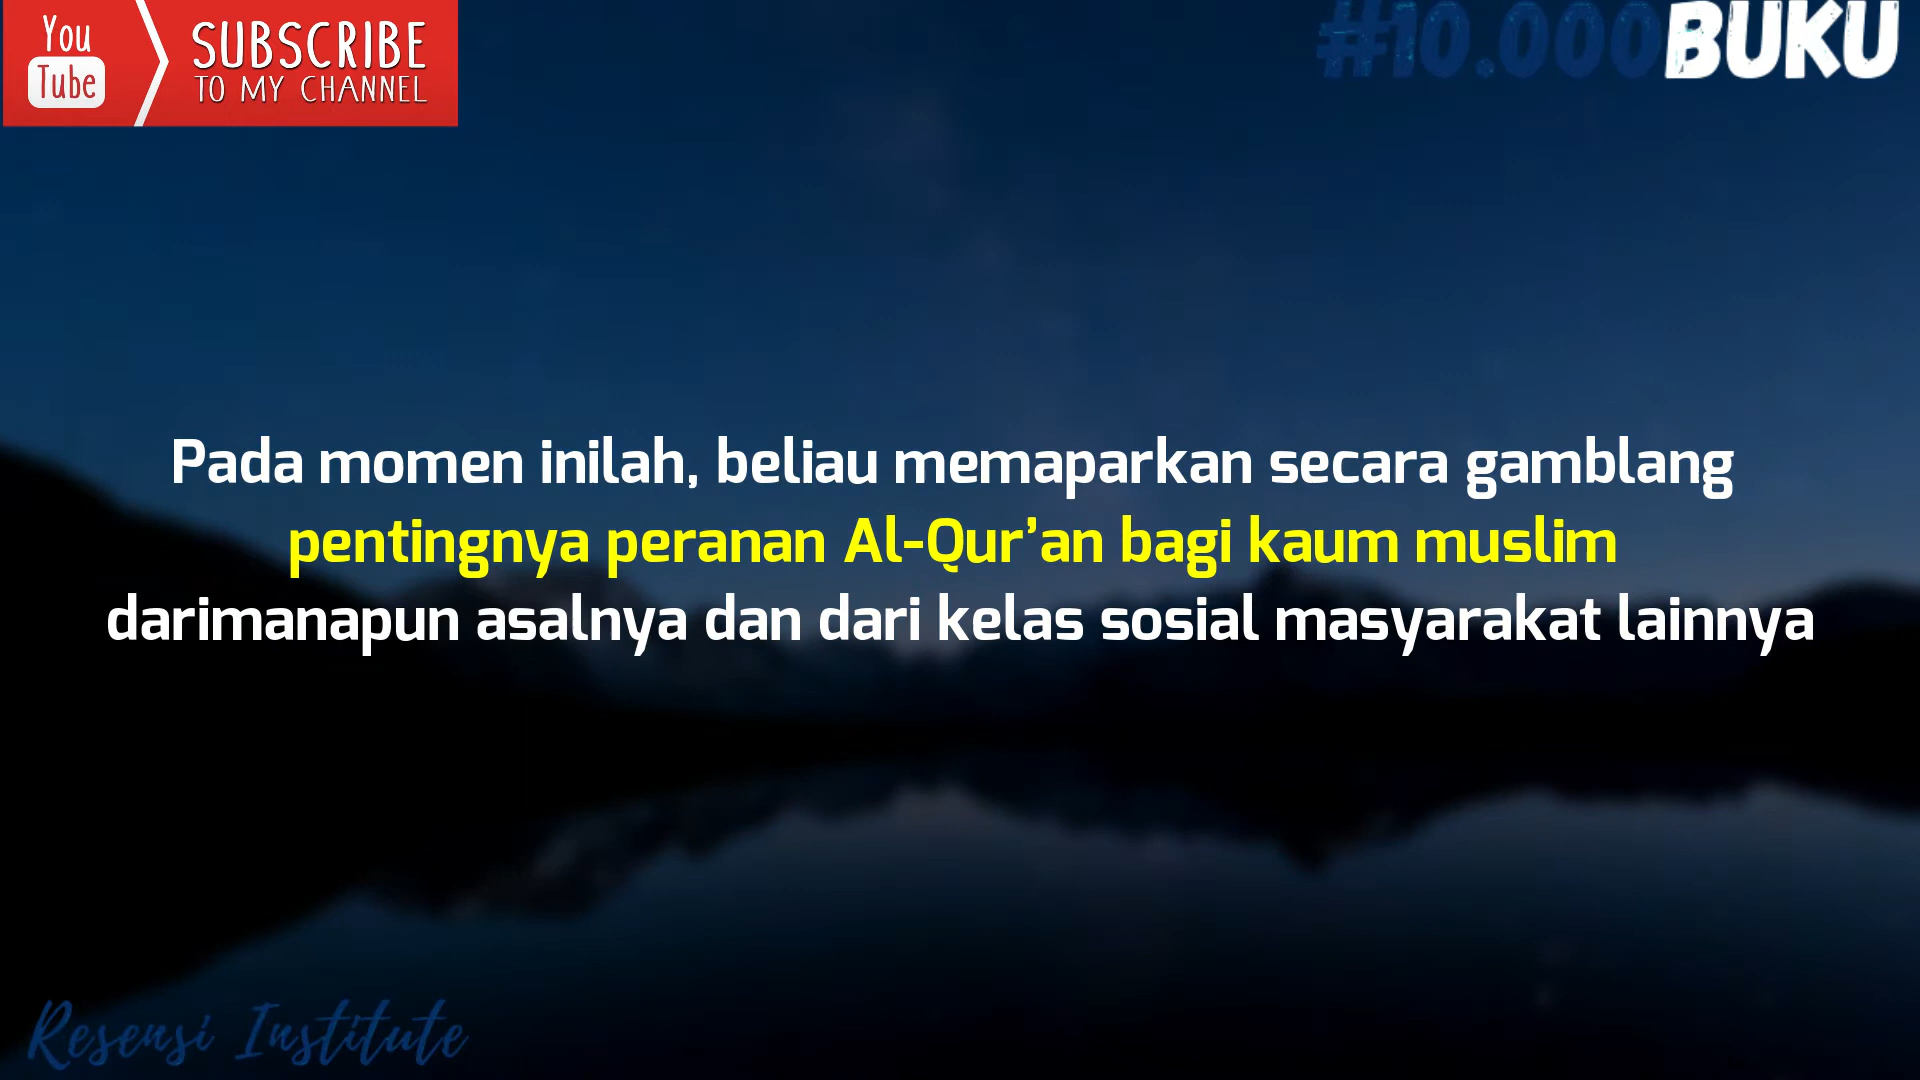 You
Tube
SUBSCRIBE
TO MY CHANNEL
#10.000BUKU
Pada momen inilah, beliau memaparkan secara gamblang
pentingnya peranan Al-Qur’an bagi kaum muslim
darimanapun asalnya dan dari kelas sosial masyarakat lainnya
Resensi Institute